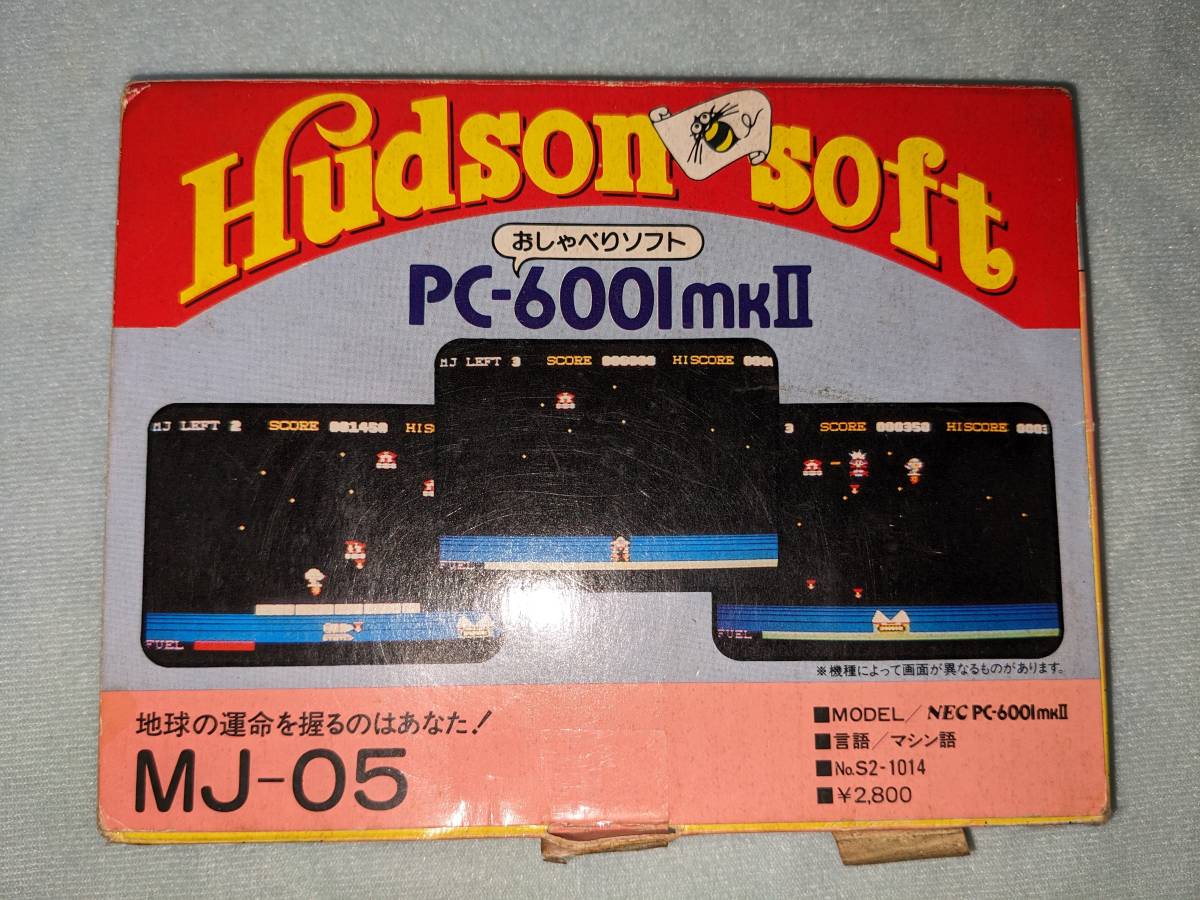 Hudson soft
おしゃべりソフト
PC-6001mkII
MJ LEFT 3 SCORE 000000 HISCORE
MJ LEFT 2 SCORE 001450 HIS
3 SCORE 000350 HISCORE
FUEL
FUEL
FUEL
※機種によって画面が異なるものがあります。
地球の運命を握るのはあなた!
MJ-05
■MODEL/NEC PC-6001mkII
■言語/マシン語
■No.S2-1014
■¥2,800